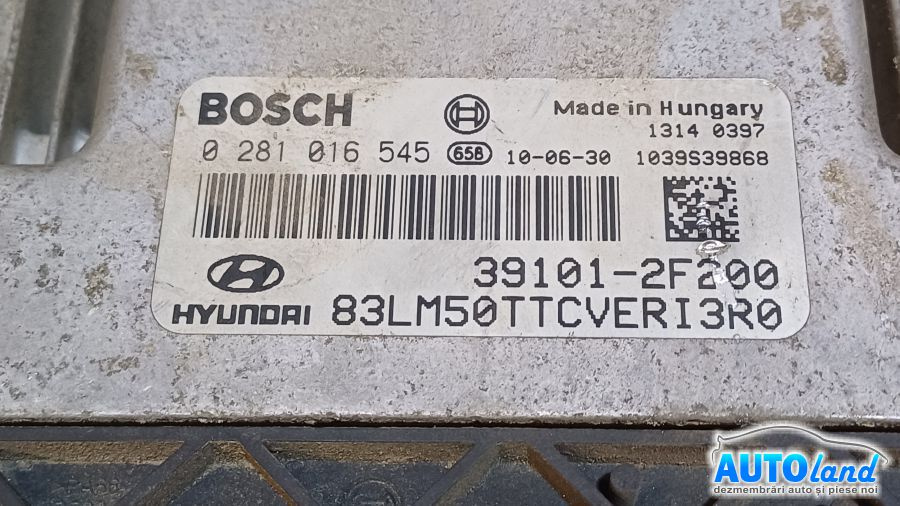 BOSCH
Made in Hungary
1314 0397
0 281 016 545 65B 10-06-30 1039S39868
39101-2F200
HYUNDAI 83LM50TTCVERI3R0
AUTOland
dezmembrări auto și piese noi